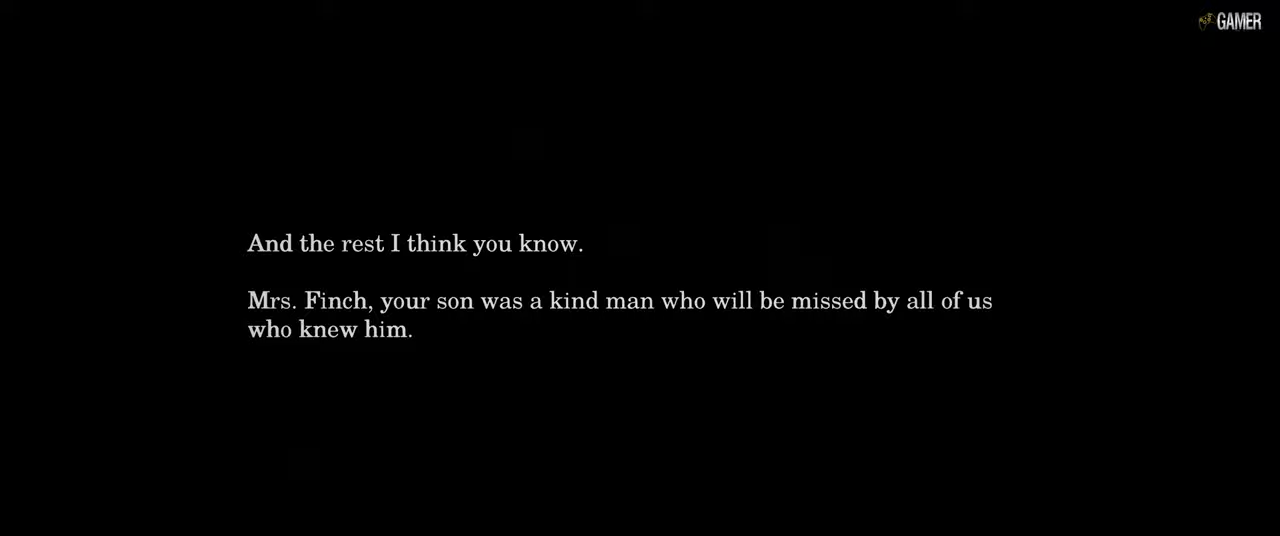 GAMER
And the rest I think you know.
Mrs. Finch, your son was a kind man who will be missed by all of us
who knew him.